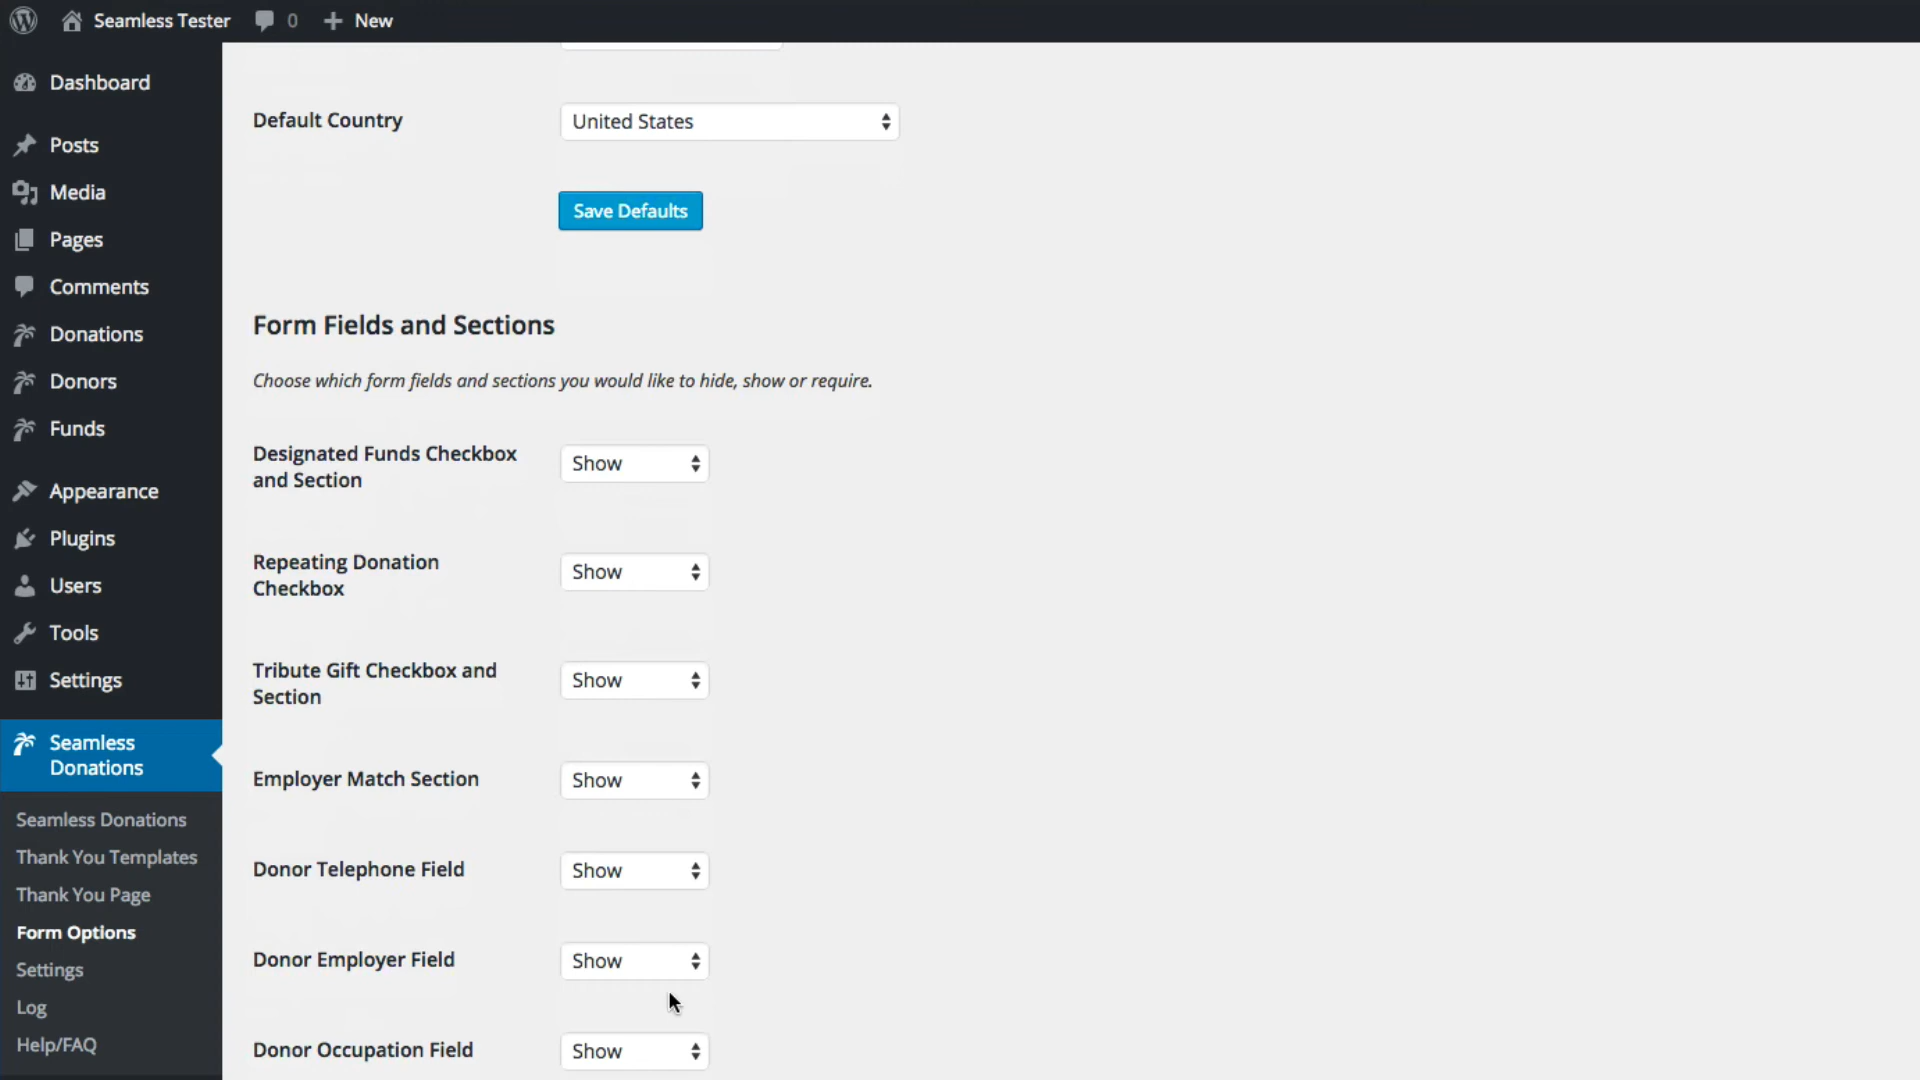 Seamless Tester 0 New
Dashboard
Posts
Media
Pages
Comments
Donations
Donors
Funds
Appearance
Plugins
Users
Tools
Settings
Seamless
Donations
Seamless Donations
Thank You Templates
Thank You Page
Form Options
Settings
Log
Help/FAQ
Default Country United States
Save Defaults
Form Fields and Sections
Choose which form fields and sections you would like to hide, show or require.
Designated Funds Checkbox
and Section
Show
Repeating Donation
Checkbox
Show
Tribute Gift Checkbox and
Section
Show
Employer Match Section Show
Donor Telephone Field Show
Donor Employer Field Show
Donor Occupation Field Show